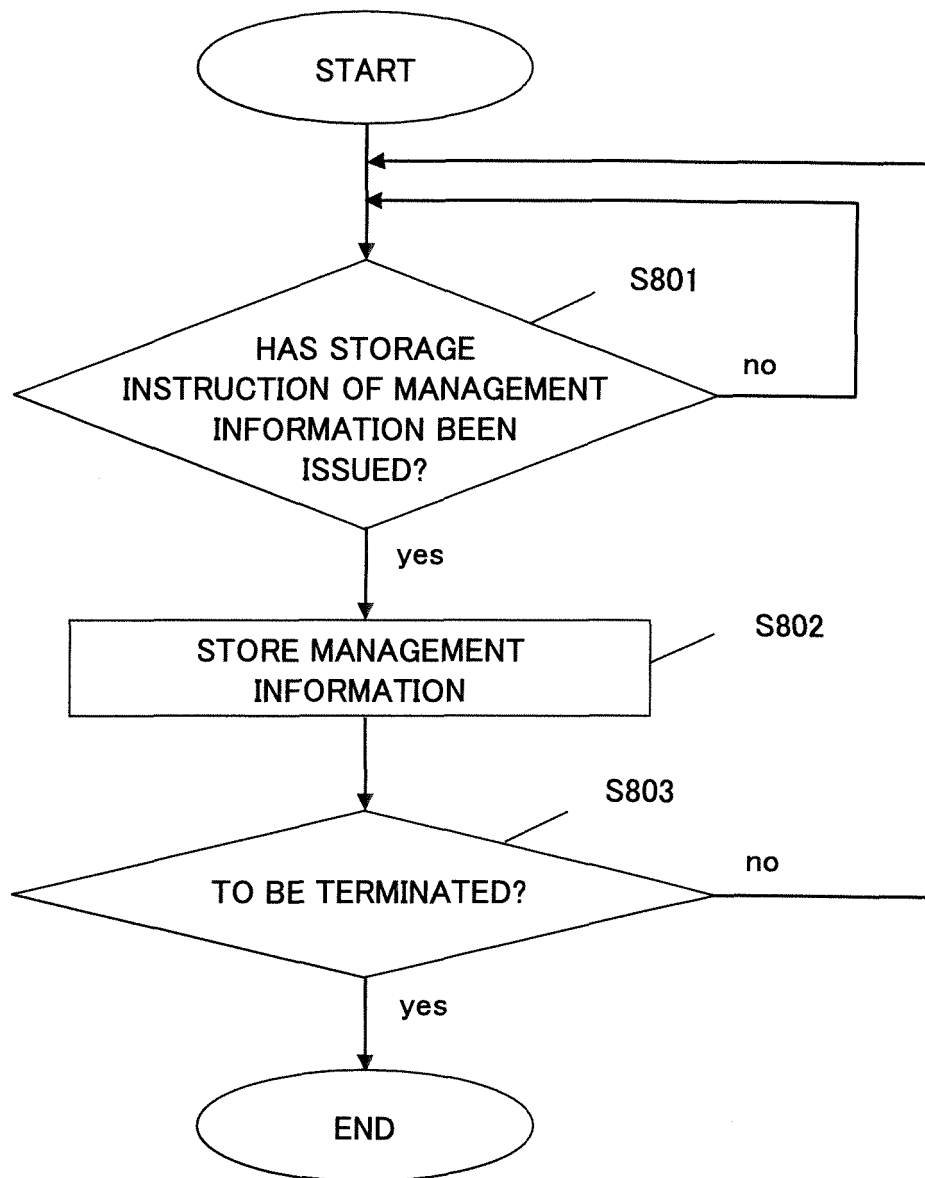 START
S801
HAS STORAGE
INSTRUCTION OF MANAGEMENT
INFORMATION BEEN
ISSUED?
no
yes
S802
STORE MANAGEMENT
INFORMATION
S803
TO BE TERMINATED?
no
yes
END